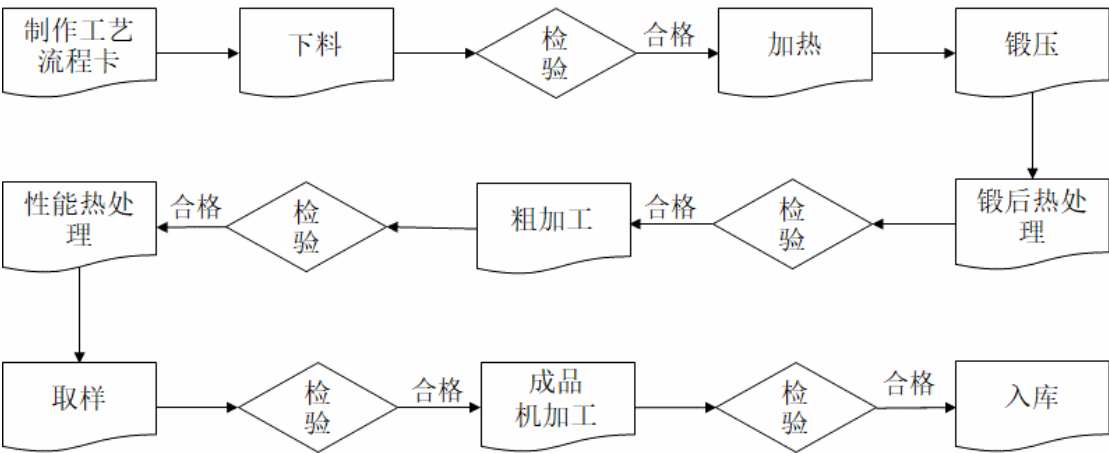 制作工艺
流程卡
下料
检
验
合格
加热
锻压
锻后热处
理
检
验
合格
粗加工
检
验
合格
性能热处
理
取样
检
验
合格
成品
机加工
检
验
合格
入库